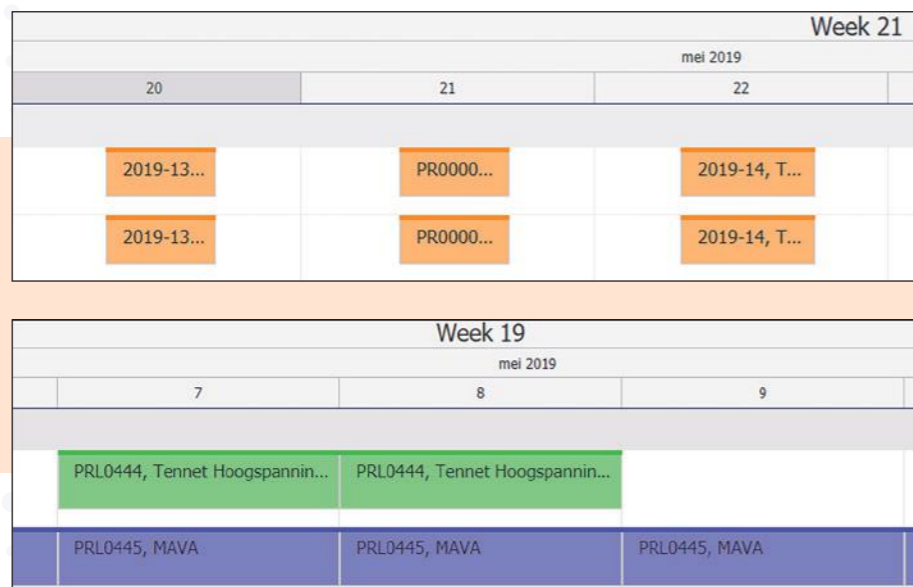 Week 21
mei 2019
20 21 22
2019-13... PR0000... 2019-14, T...
2019-13... PR0000... 2019-14, T...
Week 19
mei 2019
7 8 9
PRL0444, Tennet Hoogspannin... PRL0444, Tennet Hoogspannin...
PRL0445, MAVA PRL0445, MAVA PRL0445, MAVA